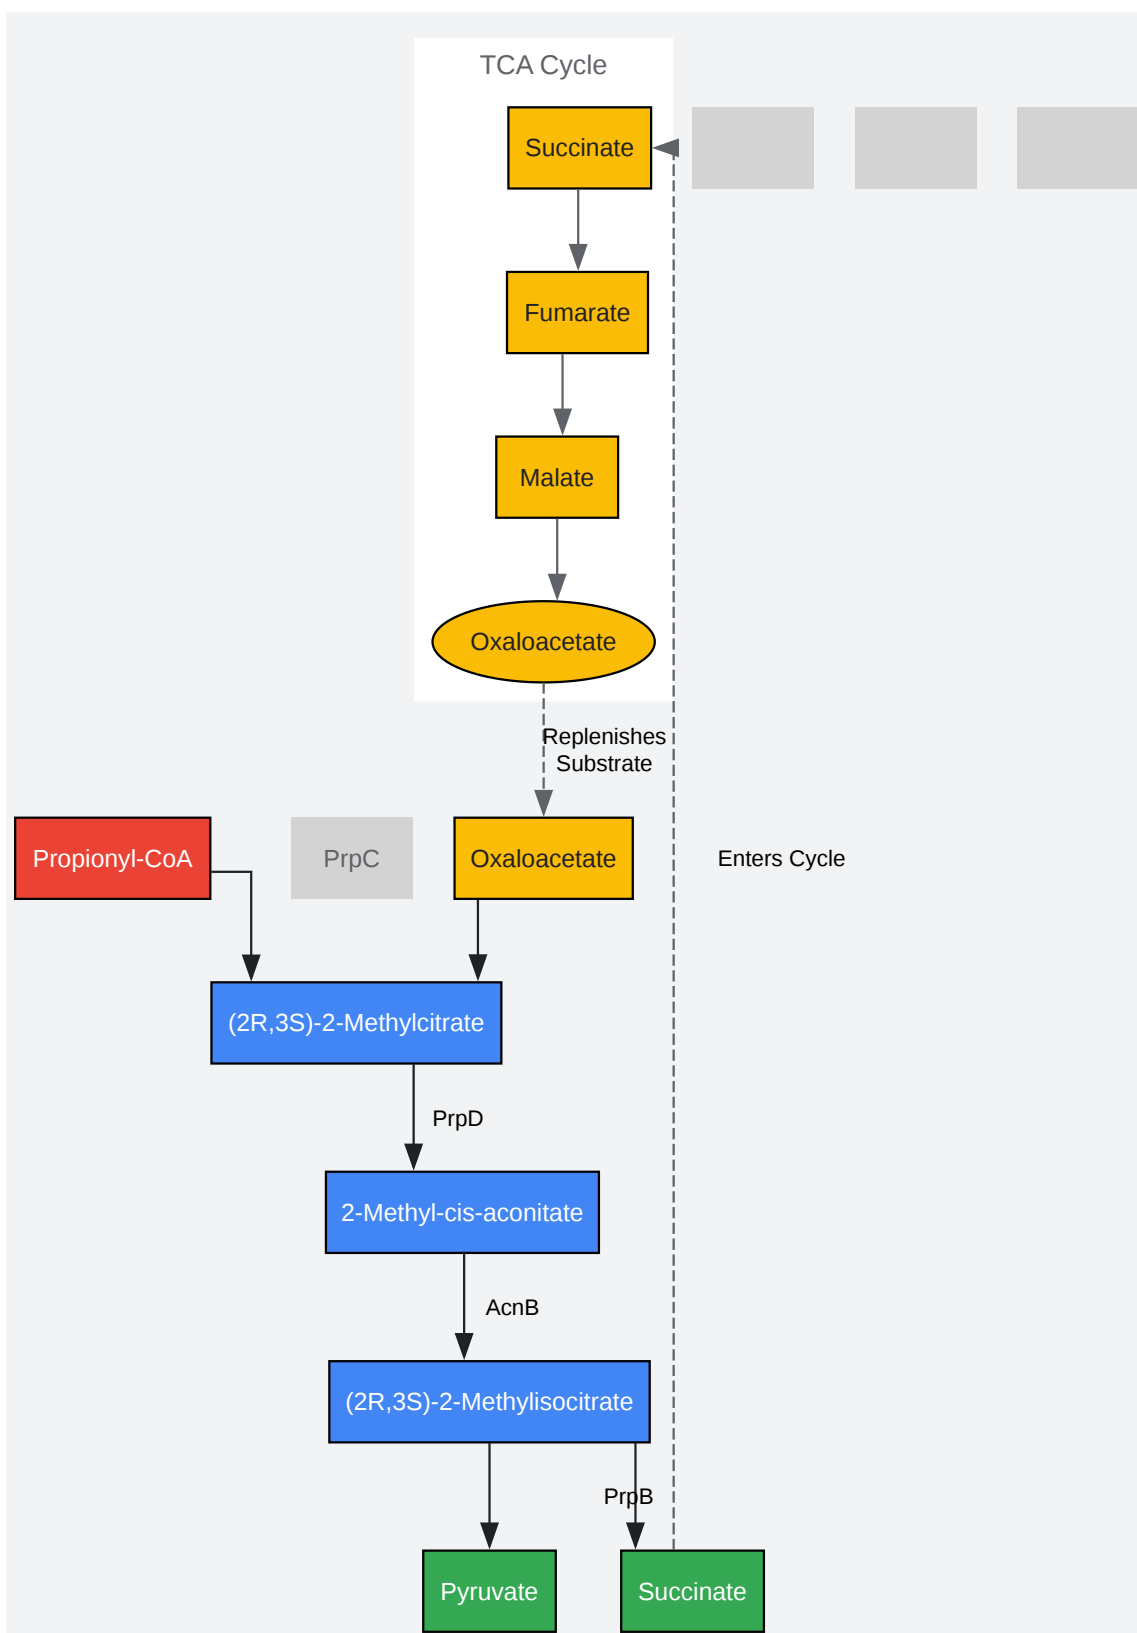 TCA Cycle
Succinate
Fumarate
Malate
Oxaloacetate
Replenishes
Substrate
Propionyl-CoA
PrpC
Oxaloacetate
Enters Cycle
(2R,3S)-2-Methylcitrate
PrpD
2-Methyl-cis-aconitate
AcnB
(2R,3S)-2-Methylisocitrate
PrpB
Pyruvate
Succinate